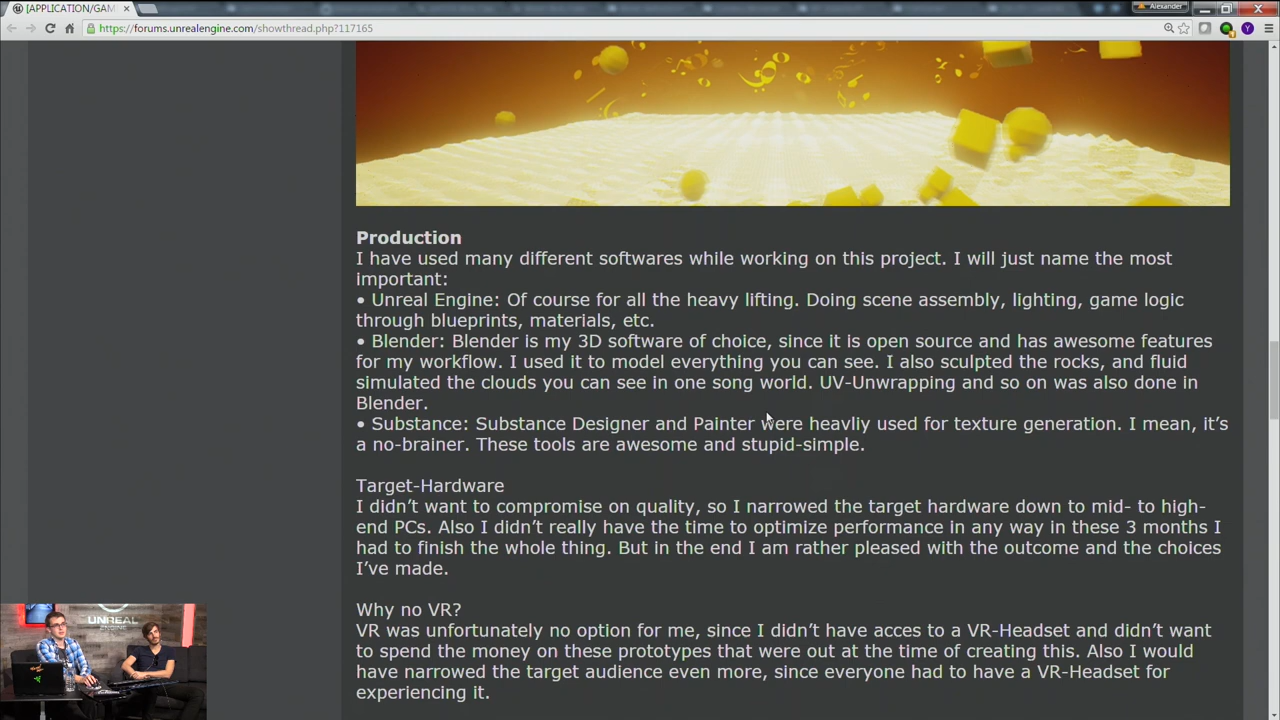 [APPLICATION/GAM
Alexander
https://forums.unrealengine.com/showthread.php?117165
Production
I have used many different softwares while working on this project. I will just name the most
important:
• Unreal Engine: Of course for all the heavy lifting. Doing scene assembly, lighting, game logic
through blueprints, materials, etc.
• Blender: Blender is my 3D software of choice, since it is open source and has awesome features
for my workflow. I used it to model everything you can see. I also sculpted the rocks, and fluid
simulated the clouds you can see in one song world. UV-Unwrapping and so on was also done in
Blender.
• Substance: Substance Designer and Painter were heavliy used for texture generation. I mean, it’s
a no-brainer. These tools are awesome and stupid-simple.
Target-Hardware
I didn’t want to compromise on quality, so I narrowed the target hardware down to mid- to high-
end PCs. Also I didn’t really have the time to optimize performance in any way in these 3 months I
had to finish the whole thing. But in the end I am rather pleased with the outcome and the choices
I’ve made.
Why no VR?
VR was unfortunately no option for me, since I didn’t have acces to a VR-Headset and didn’t want
to spend the money on these prototypes that were out at the time of creating this. Also I would
have narrowed the target audience even more, since everyone had to have a VR-Headset for
experiencing it.
UNREAL
ENGINE